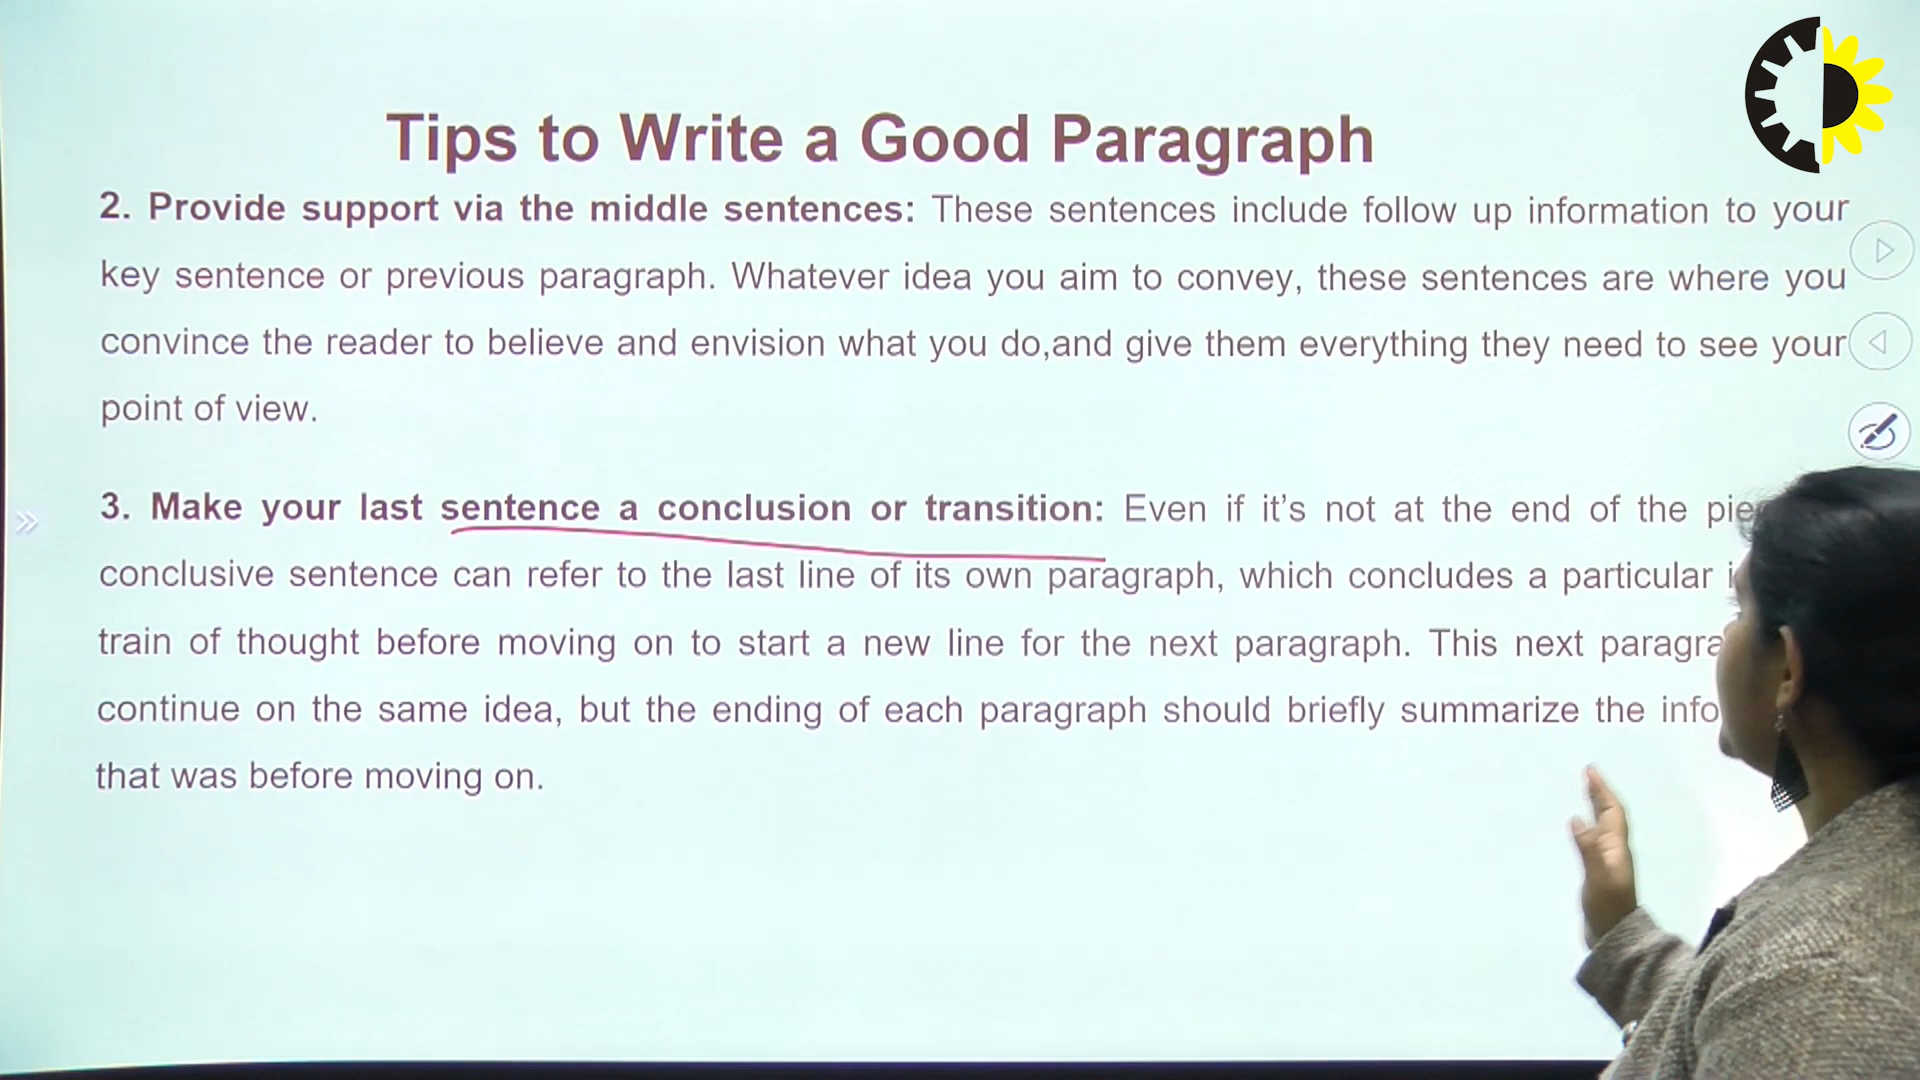 Tips to Write a Good Paragraph
2. Provide support via the middle sentences: These sentences include follow up information to your
key sentence or previous paragraph. Whatever idea you aim to convey, these sentences are where you
convince the reader to believe and envision what you do,and give them everything they need to see your
point of view.
3. Make your last sentence a conclusion or transition: Even if it’s not at the end of the
conclusive sentence can refer to the last line of its own paragraph, which concludes a particular
train of thought before moving on to start a new line for the next paragraph. This next
continue on the same idea, but the ending of each paragraph should briefly summarize the
that was before moving on.